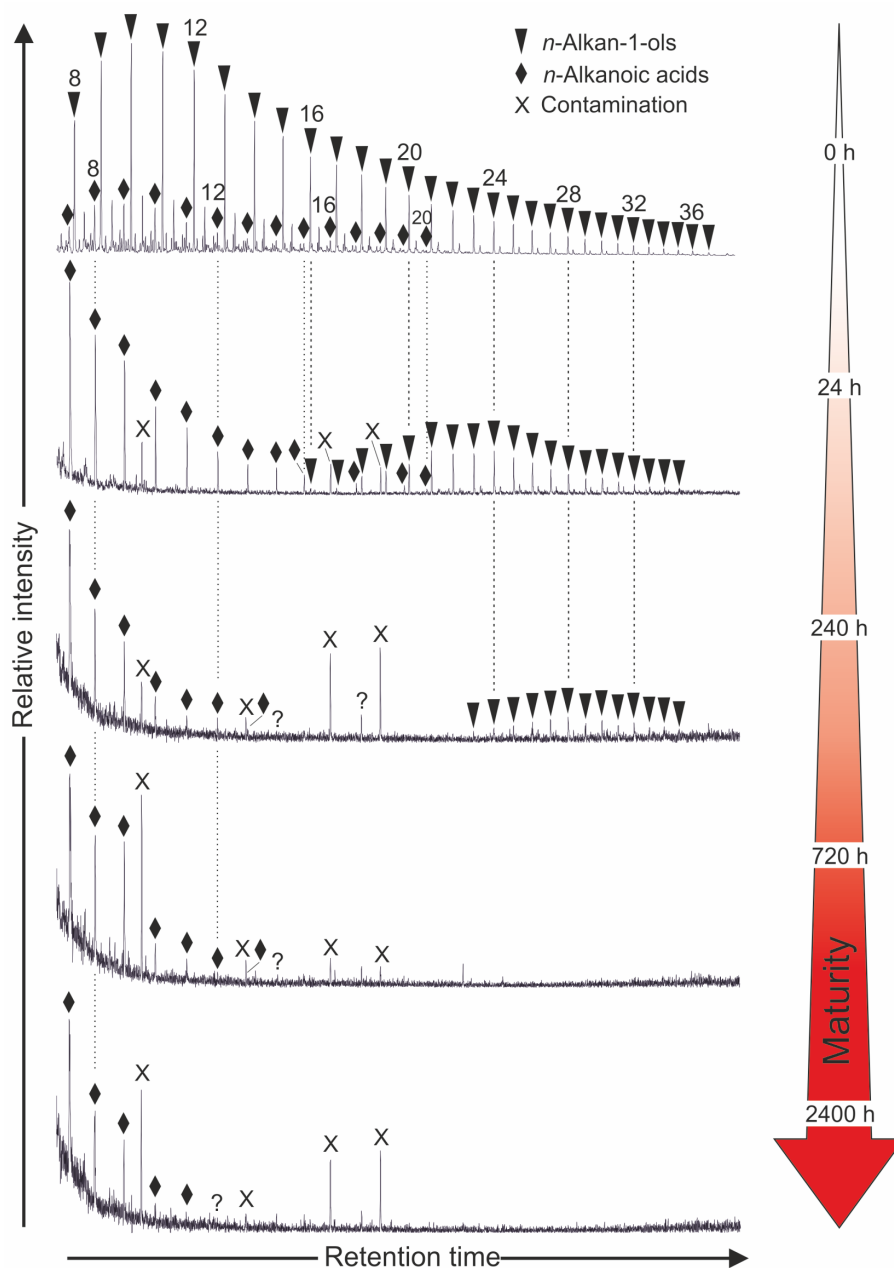 n-Alkan-1-ols
n-Alkanoic acids
X Contamination
8
12
16
20
24
28
32
36
8
12
16
20
0 h
24 h
240 h
720 h
2400 h
Maturity
X
X
X
X
X
?
?
X
X
X
X
?
X
X
X
?
X
X
X
Relative intensity
Retention time